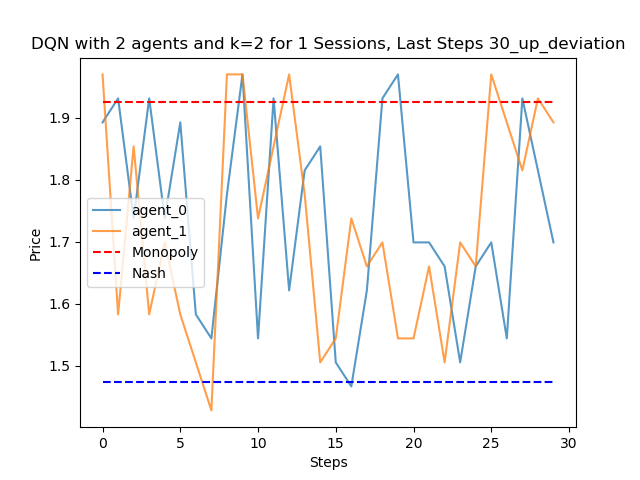 DQN with 2 agents and k=2 for 1 Sessions, Last Steps 30_up_deviation
Price
1.9
1.8
1.7
1.6
1.5
agent_0
agent_1
Monopoly
Nash
0
5
10
15
20
25
30
Steps